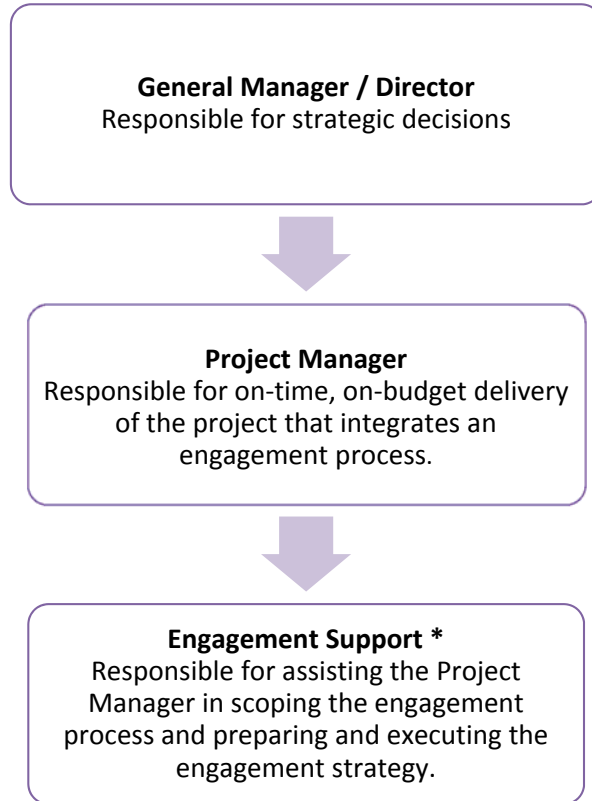 General Manager / Director
Responsible for strategic decisions
Project Manager
Responsible for on-time, on-budget delivery
of the project that integrates an
engagement process.
Engagement Support *
Responsible for assisting the Project
Manager in scoping the engagement
process and preparing and executing the
engagement strategy.